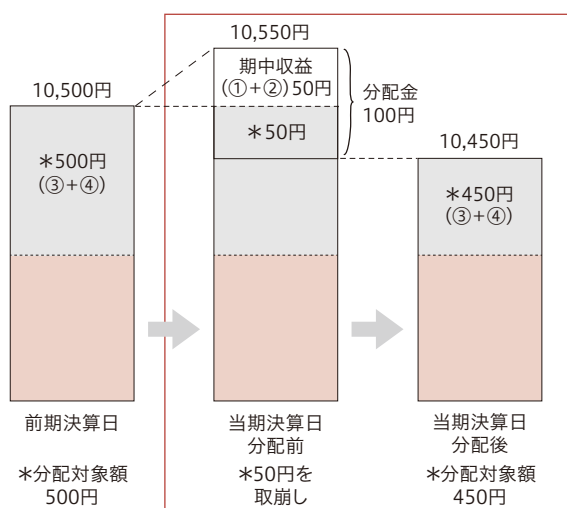 10,500円
*500円
(③+④)
前期決算日
*分配対象額
500円
10,550円
期中収益
(①+②)50円
*50円
分配金
100円
当期決算日
分配前
*50円を
取崩し
10,450円
*450円
(③+④)
当期決算日
分配後
*分配対象額
450円